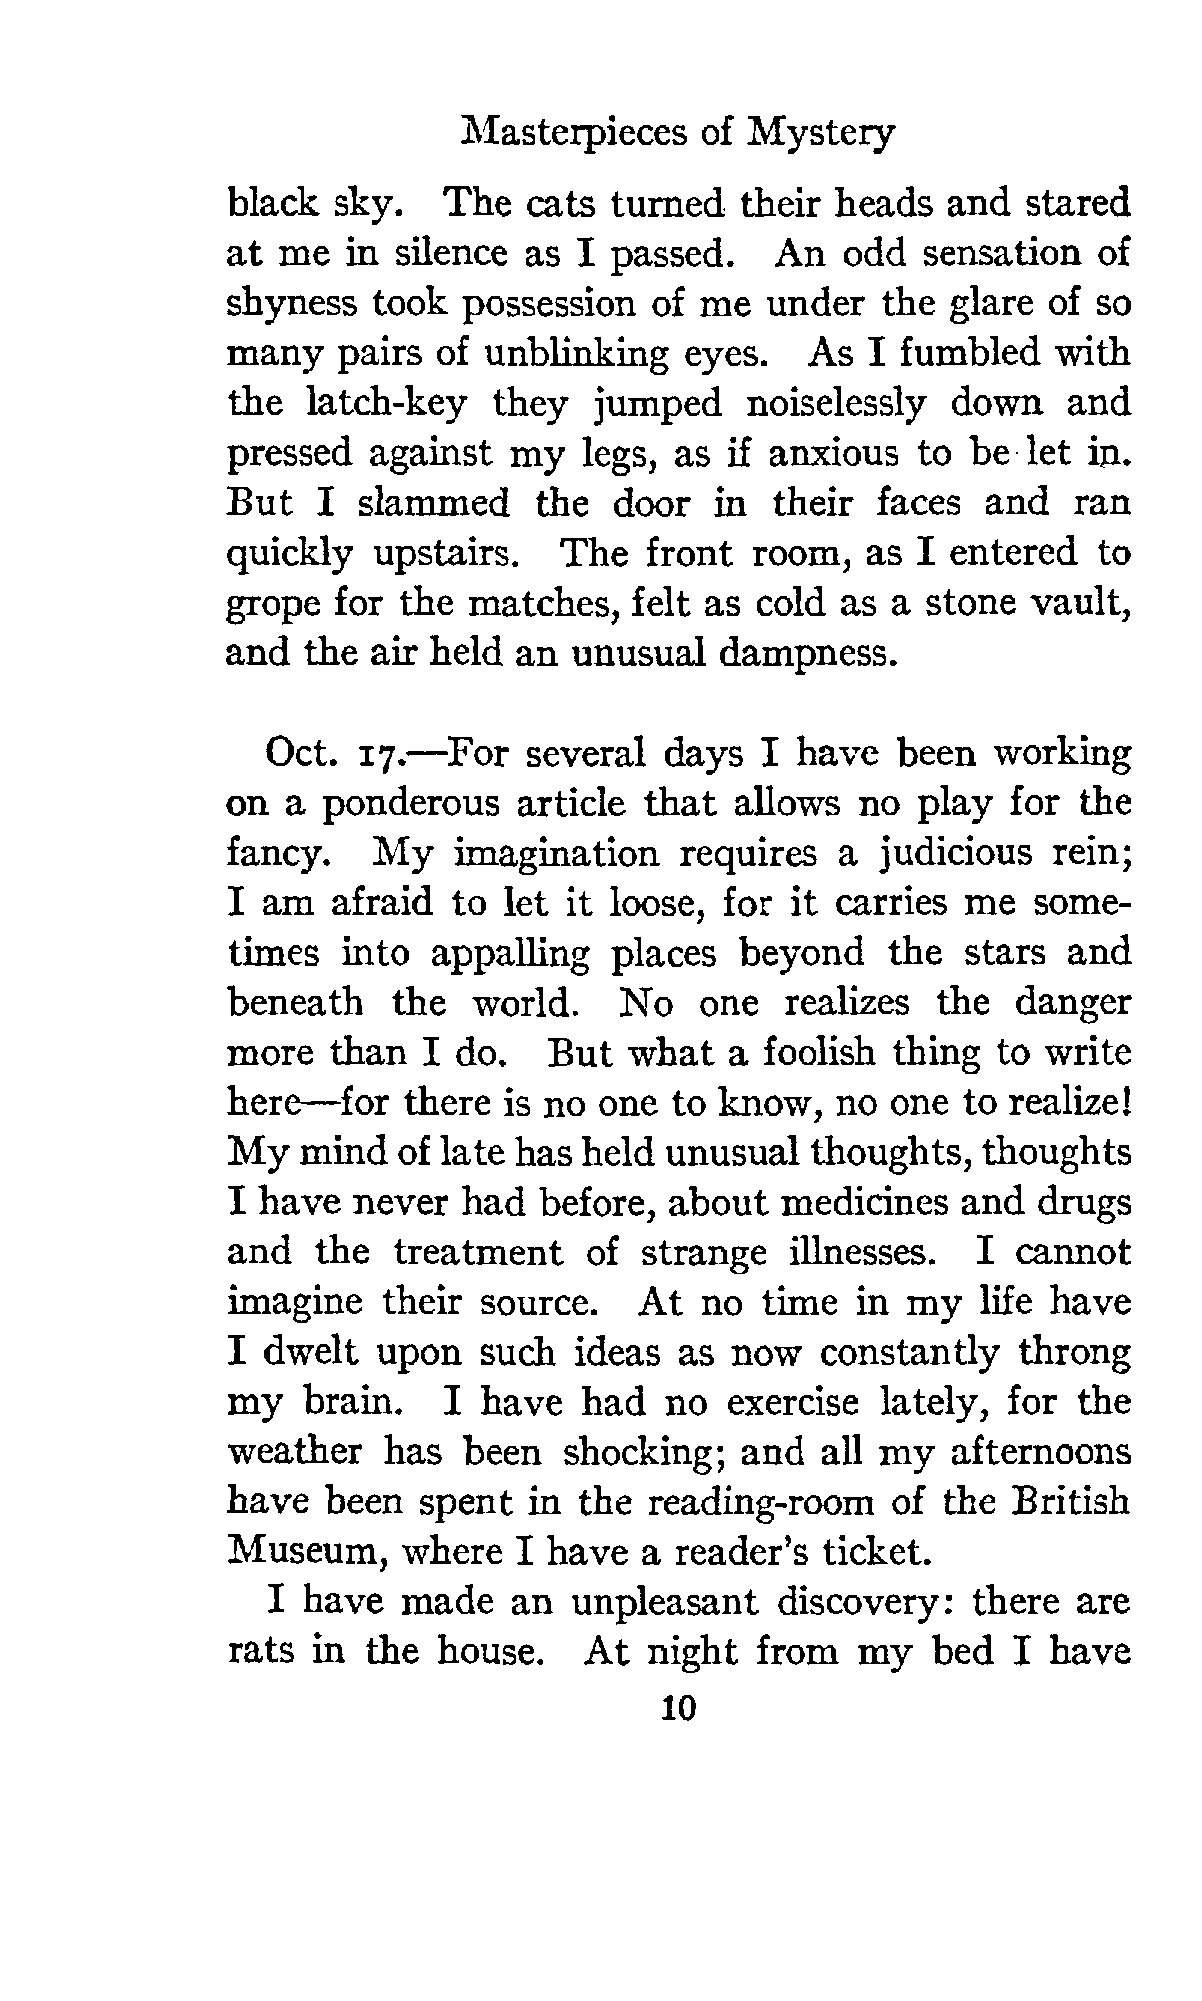 Masterpieces of Mystery
black sky. The cats turned their heads and stared
at me in silence as I passed. An odd sensation of
shyness took possession of me under the glare of so
many pairs of unblinking eyes. As I fumbled with
the latch-key they jumped noiselessly down and
pressed against my legs, as if anxious to be let in.
But I slammed the door in their faces and ran
quickly upstairs. The front room, as I entered to
grope for the matches, felt as cold as a stone vault,
and the air held an unusual dampness.
Oct. 17.—For several days I have been working
on a ponderous article that allows no play for the
fancy. My imagination requires a judicious rein;
I am afraid to let it loose, for it carries me some-
times into appalling places beyond the stars and
beneath the world. No one realizes the danger
more than I do. But what a foolish thing to write
here—for there is no one to know, no one to realize!
My mind of late has held unusual thoughts, thoughts
I have never had before, about medicines and drugs
and the treatment of strange illnesses. I cannot
imagine their source. At no time in my life have
I dwelt upon such ideas as now constantly throng
my brain. I have had no exercise lately, for the
weather has been shocking; and all my afternoons
have been spent in the reading-room of the British
Museum, where I have a reader's ticket.
I have made an unpleasant discovery: there are
rats in the house. At night from my bed I have
10